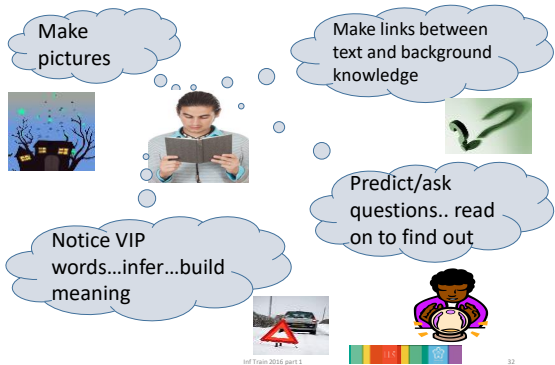 Make
pictures
Make links between
text and background
knowledge
Predict/ask
questions.. read
on to find out
Notice VIP
words...infer...build
meaning
Inf Train 2016 part 1
32